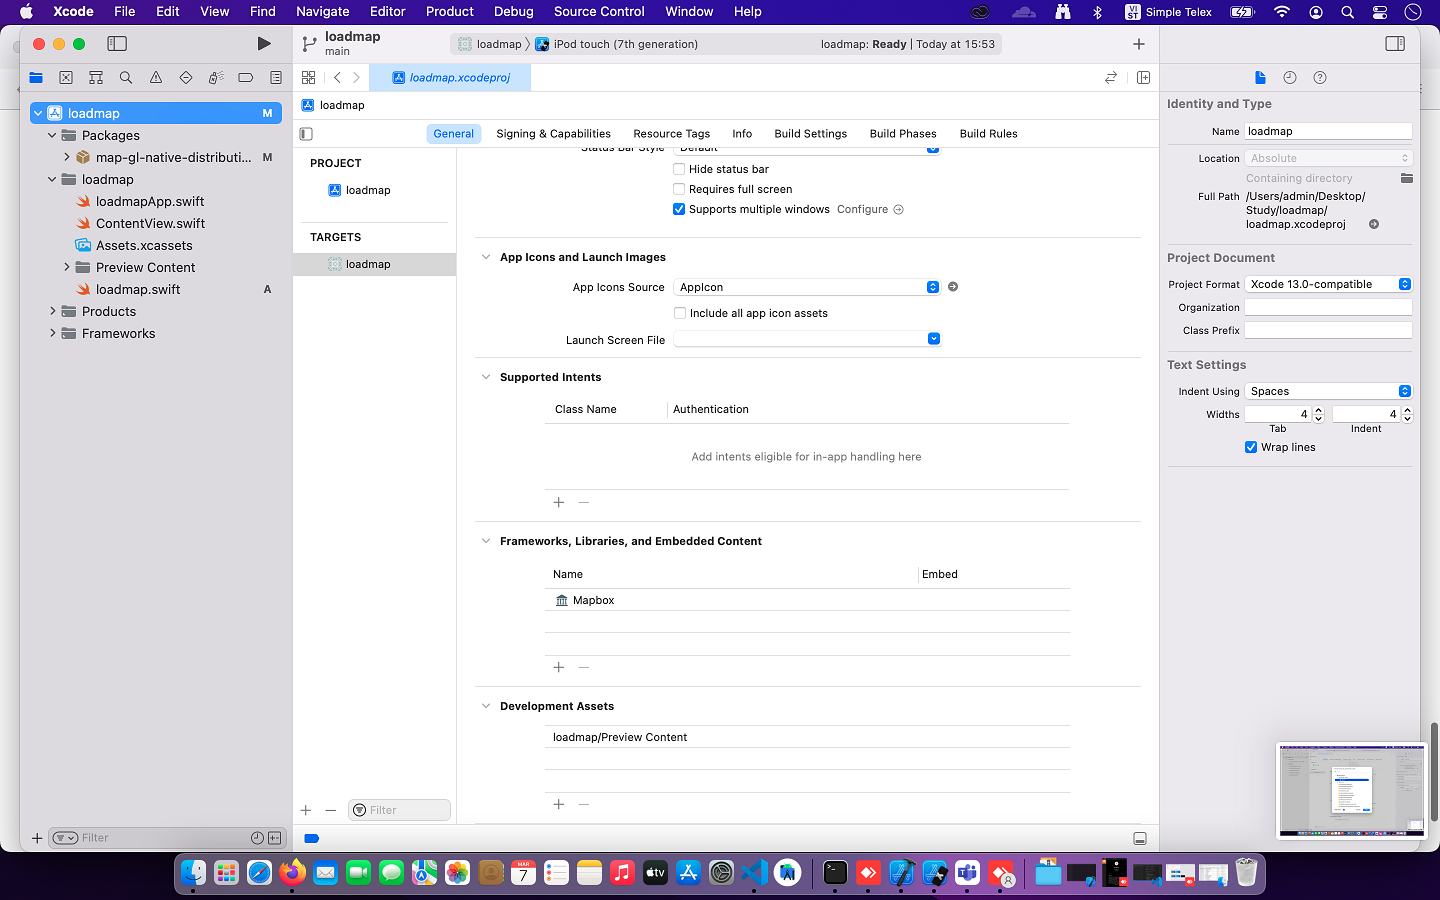 Xcode File Edit View Find Navigate Editor Product Debug Source Control Window Help
VI
ST Simple Telex
loadmap
main
loadmap 〉 iPod touch (7th generation)
loadmap: Ready | Today at 15:53
loadmap.xcodeproj
loadmap
loadmap M
Packages
map-gl-native-distributi... M
loadmap
loadmapApp.swift
ContentView.swift
Assets.xcassets
Preview Content
loadmap.swift A
Products
Frameworks
Filter
General Signing & Capabilities Resource Tags Info Build Settings Build Phases Build Rules
PROJECT
loadmap
TARGETS
loadmap
Filter
Status Bar Style Default
Hide status bar
Requires full screen
Supports multiple windows Configure
App Icons and Launch Images
App Icons Source AppIcon
Include all app icon assets
Launch Screen File
Supported Intents
Class Name Authentication
Add intents eligible for in-app handling here
Frameworks, Libraries, and Embedded Content
Name Embed
Mapbox
Development Assets
loadmap/Preview Content
Identity and Type
Name loadmap
Location Absolute
Containing directory
Full Path /Users/admin/Desktop/
Study/loadmap/
loadmap.xcodeproj
Project Document
Project Format Xcode 13.0-compatible
Organization
Class Prefix
Text Settings
Indent Using Spaces
Widths 4 4
Tab Indent
Wrap lines
MAR
7
tv